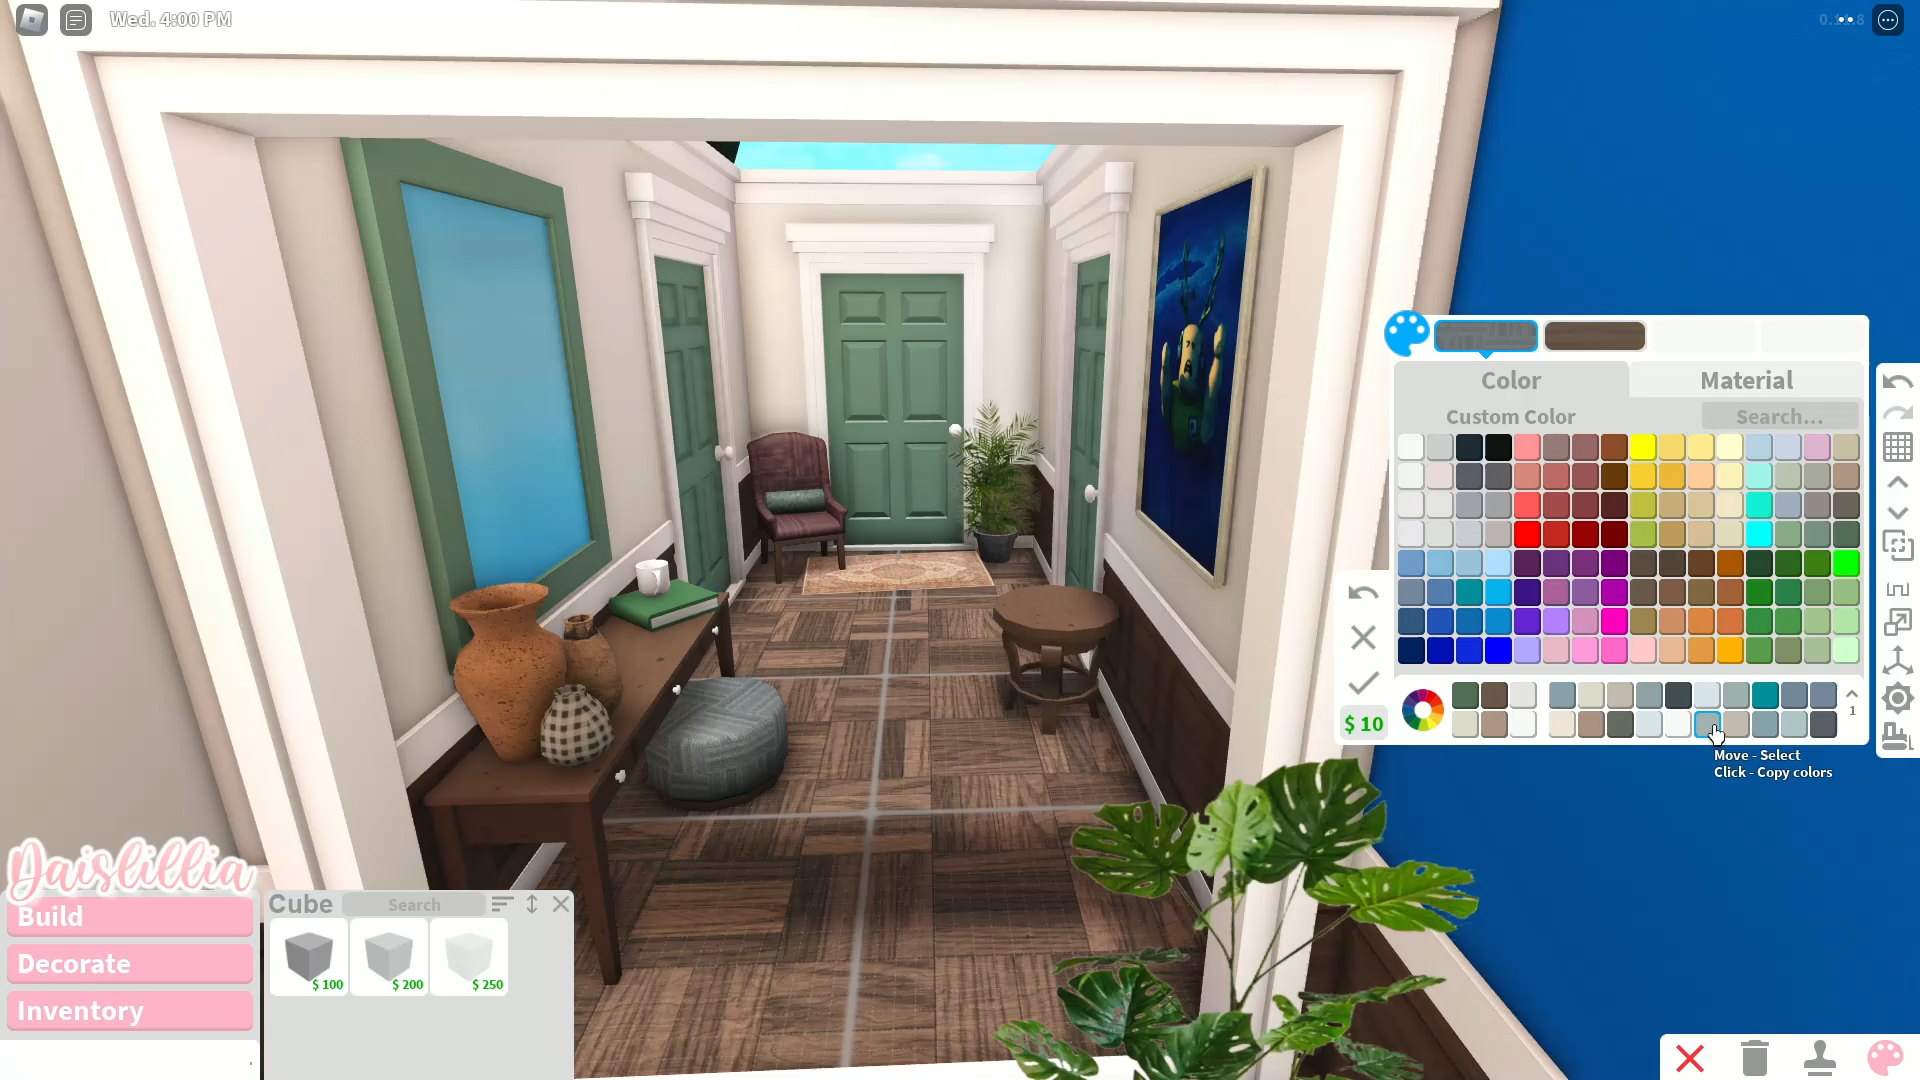 Wed. 4:00 PM
Color
Material
Custom Color
Search...
$ 10
1
Move - Select
Click - Copy colors
Daislillia
Build
Decorate
Inventory
Cube
Search
$ 100
$ 200
$ 250